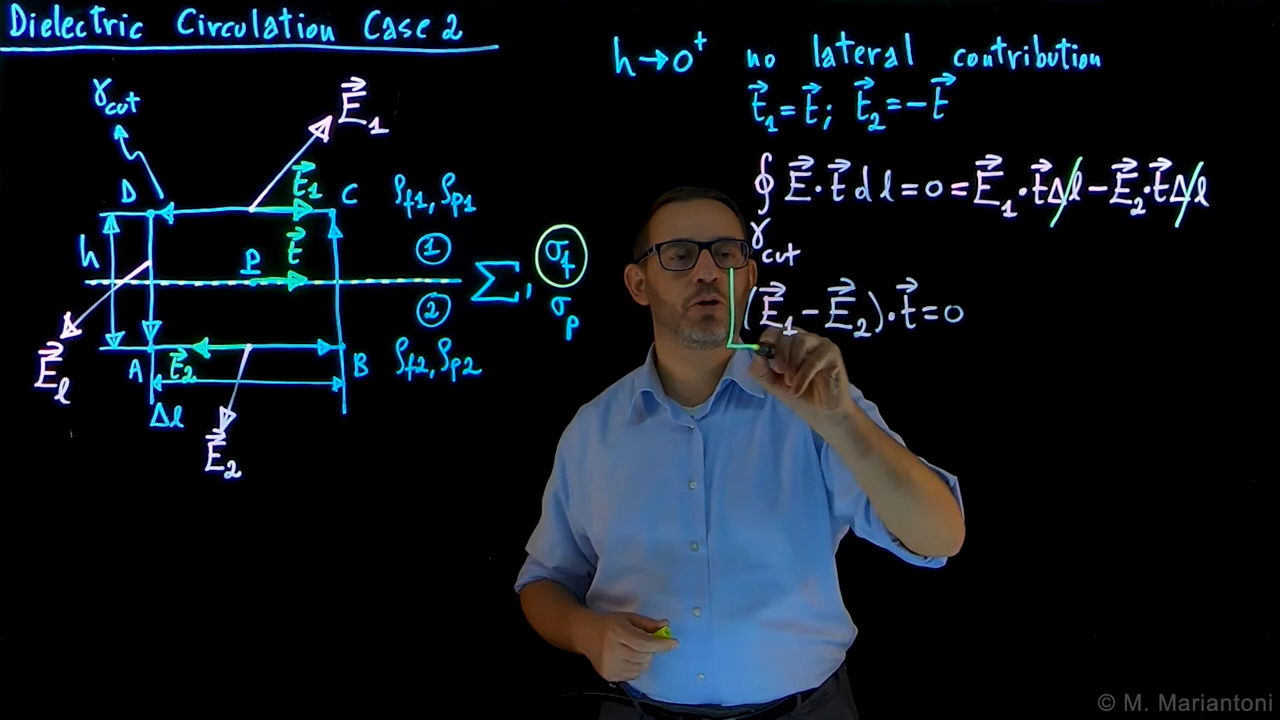 Dielectric Circulation Case 2
h→0⁺ no lateral contribution
t⃗₁=t⃗; t⃗₂=−t⃗
∮ E⃗·t⃗ dl=0=E⃗₁·t⃗Δl−E⃗₂·t⃗Δl
γcut
(E⃗₁−E⃗₂)·t⃗=0
γcut
E⃗₁
D
t⃗₁
C
ρf1, ρp1
h
P
t⃗
①
Σ, σf
σp
②
E⃗l
A
t⃗₂
B
ρf2, ρp2
Δl
E⃗₂
© M. Mariantoni